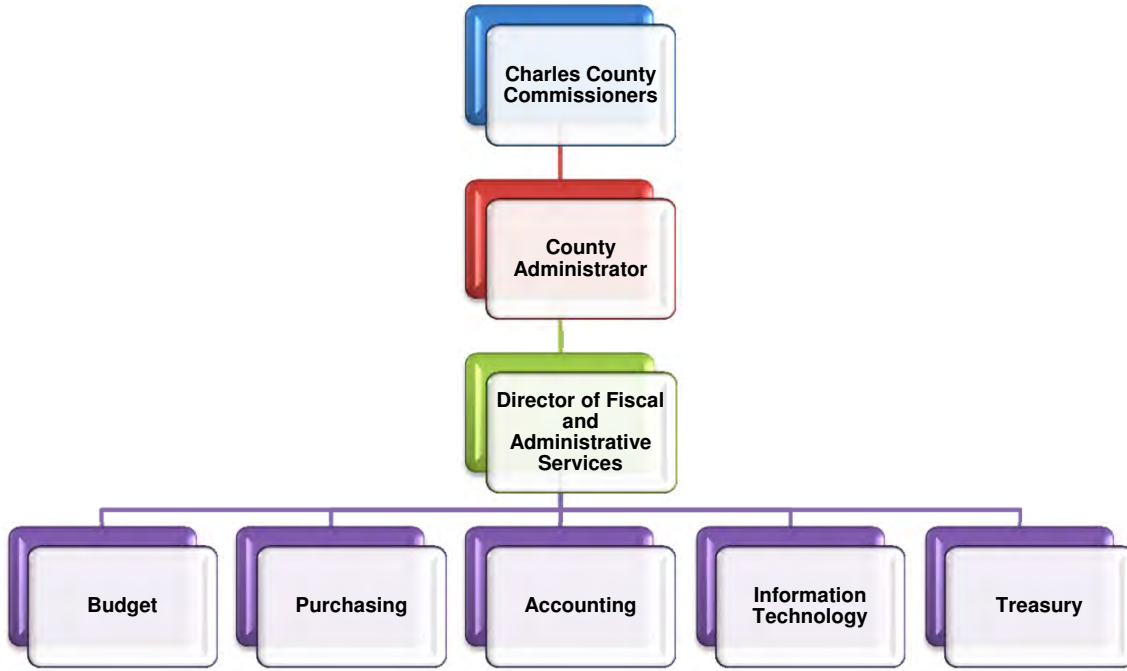 Charles County
Commissioners
County
Administrator
Director of Fiscal
and
Administrative
Services
Budget
Purchasing
Accounting
Information
Technology
Treasury